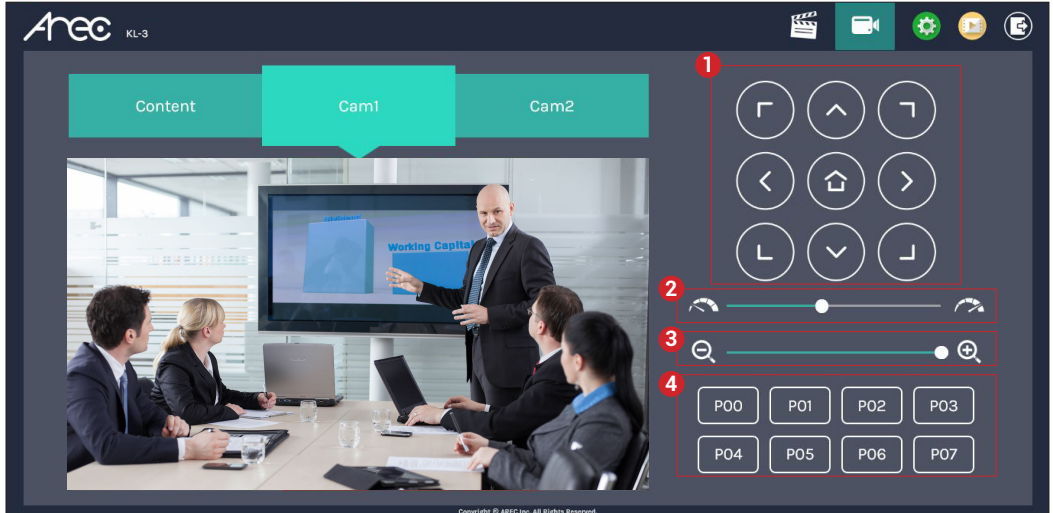 Arec KL-3
1
Content Cam1 Cam2
Working Capital
2
3
4
P00 P01 P02 P03
P04 P05 P06 P07
Copyright © AREC Inc. All Rights Reserved.